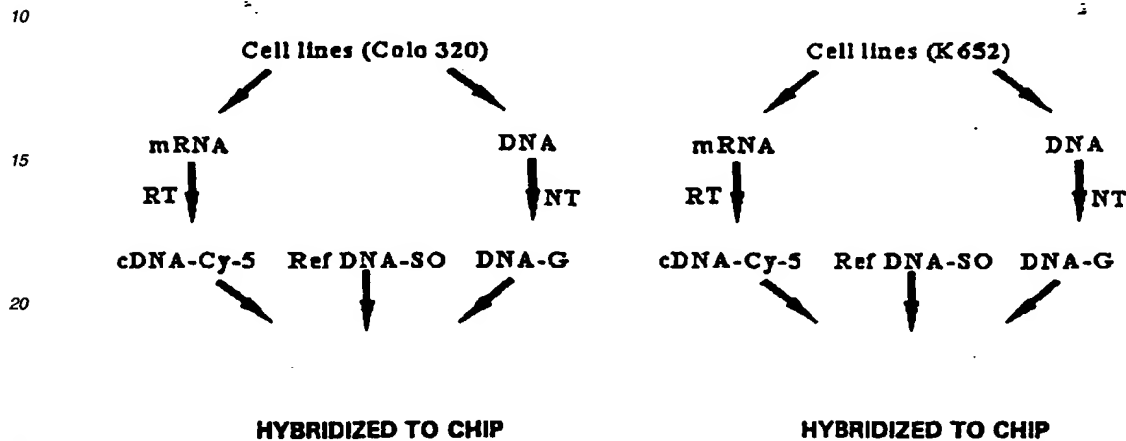 10
Cell lines (Colo 320) Cell lines (K 652)
mRNA DNA mRNA DNA
15
RT NT RT NT
cDNA-Cy-5 Ref DNA-SO DNA-G cDNA-Cy-5 Ref DNA-SO DNA-G
20
HYBRIDIZED TO CHIP HYBRIDIZED TO CHIP